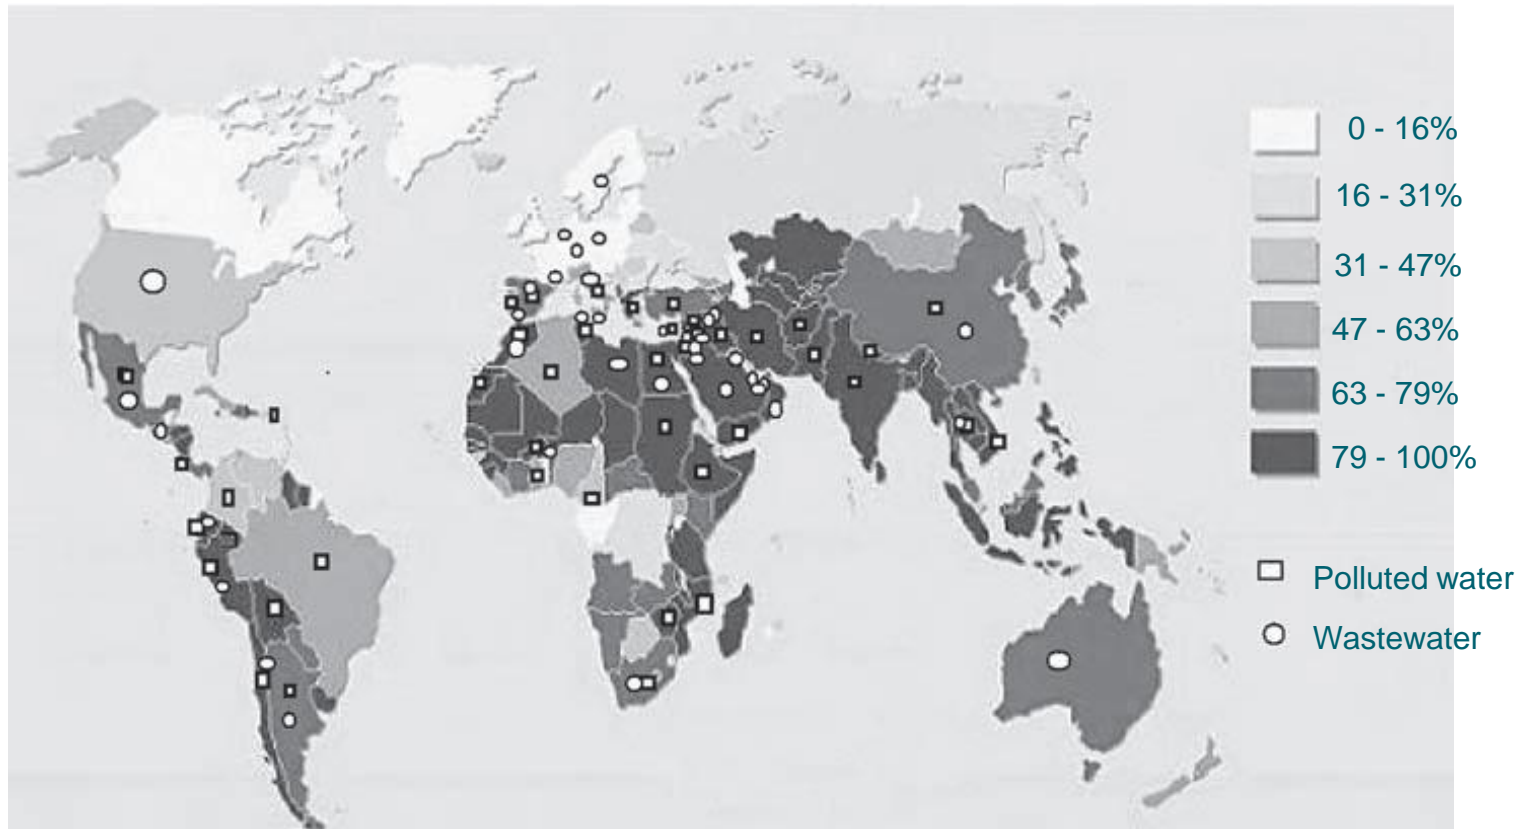 0 - 16%
16 - 31%
31 - 47%
47 - 63%
63 - 79%
79 - 100%
Polluted water
Wastewater